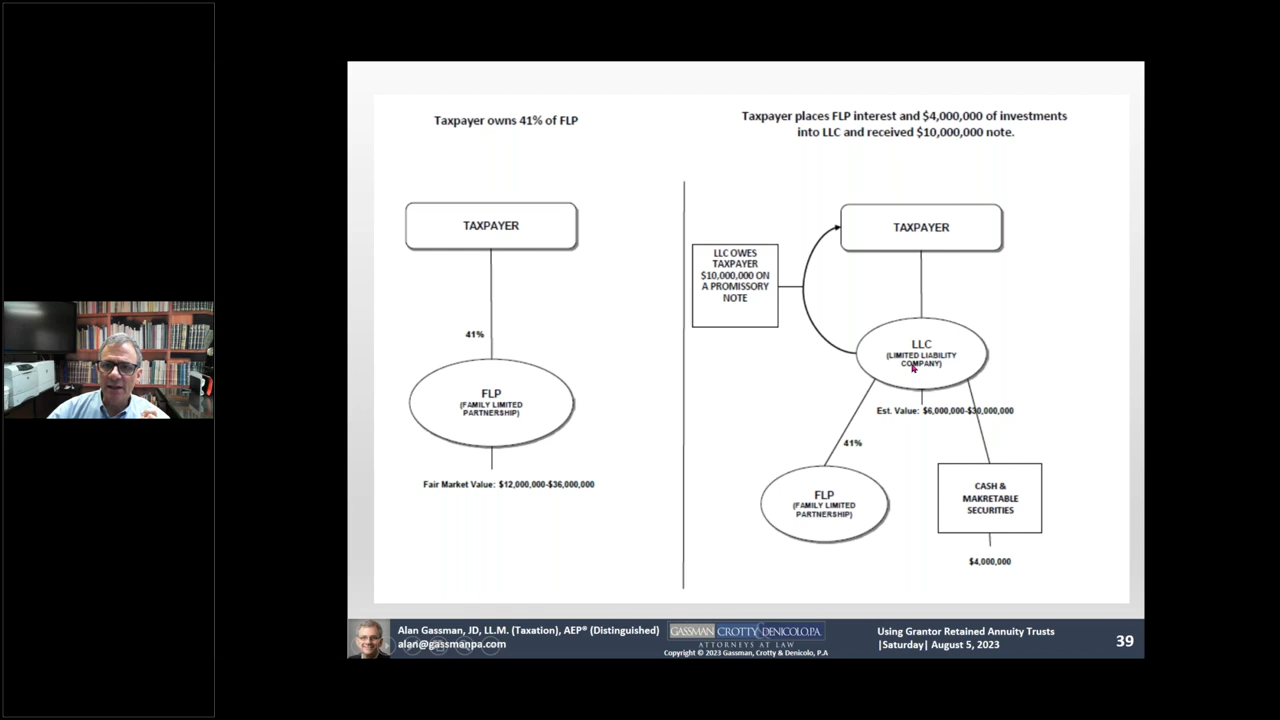 Taxpayer owns 41% of FLP
TAXPAYER
41%
FLP
(FAMILY LIMITED
PARTNERSHIP)
Fair Market Value: $12,000,000-$36,000,000
Taxpayer places FLP interest and $4,000,000 of investments
into LLC and received $10,000,000 note.
TAXPAYER
LLC OWES
TAXPAYER
$10,000,000 ON
A PROMISSORY
NOTE
LLC
(LIMITED LIABILITY
COMPANY)
Est. Value: $6,000,000-$30,000,000
41%
FLP
(FAMILY LIMITED
PARTNERSHIP)
CASH &
MAKRETABLE
SECURITIES
$4,000,000
Alan Gassman, JD, LL.M. (Taxation), AEP® (Distinguished)
alan@gassmanpa.com
GASSMAN CROTTY DENICOLO, P.A.
ATTORNEYS AT LAW
Copyright © 2023 Gassman, Crotty & Denicolo, P.A
Using Grantor Retained Annuity Trusts
|Saturday| August 5, 2023
39